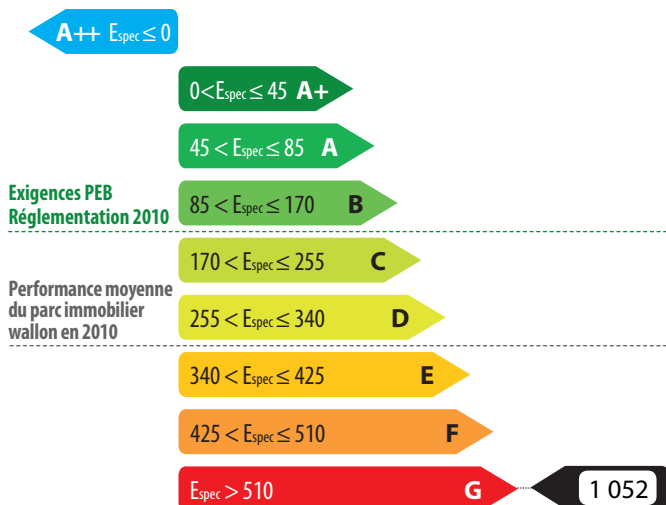 A++ Espec ≤ 0
0<Espec ≤ 45 A+
45 < Espec ≤ 85 A
Exigences PEB
Réglementation 2010
85 < Espec ≤ 170 B
170 < Espec ≤ 255 C
Performance moyenne
du parc immobilier
wallon en 2010
255 < Espec ≤ 340 D
340 < Espec ≤ 425 E
425 < Espec ≤ 510 F
Espec > 510 G
1 052